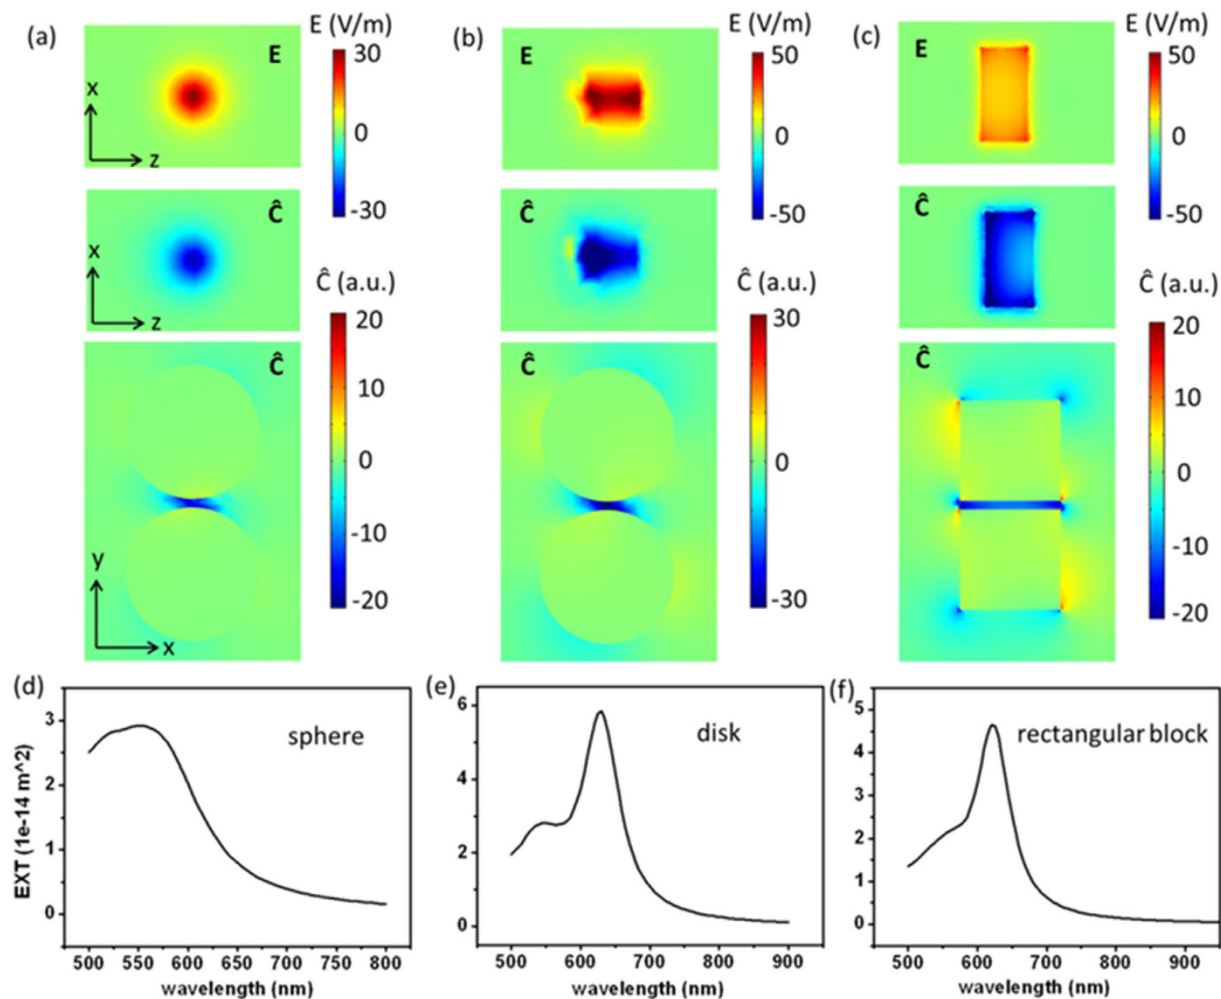 (a)
E (V/m)
E
30
0
-30
x
z
Ĉ
x
z
Ĉ (a.u.)
Ĉ
20
10
0
-10
-20
y
x
(b)
E (V/m)
E
50
0
-50
Ĉ
Ĉ (a.u.)
Ĉ
30
0
-30
(c)
E (V/m)
E
50
0
-50
Ĉ
Ĉ (a.u.)
Ĉ
20
10
0
-10
-20
(d)
sphere
EXT (1e-14 m^2)
3
2
1
0
500 550 600 650 700 750 800
wavelength (nm)
(e)
disk
6
4
2
0
500 600 700 800 900
wavelength (nm)
(f)
rectangular block
5
4
3
2
1
0
500 600 700 800 900
wavelength (nm)